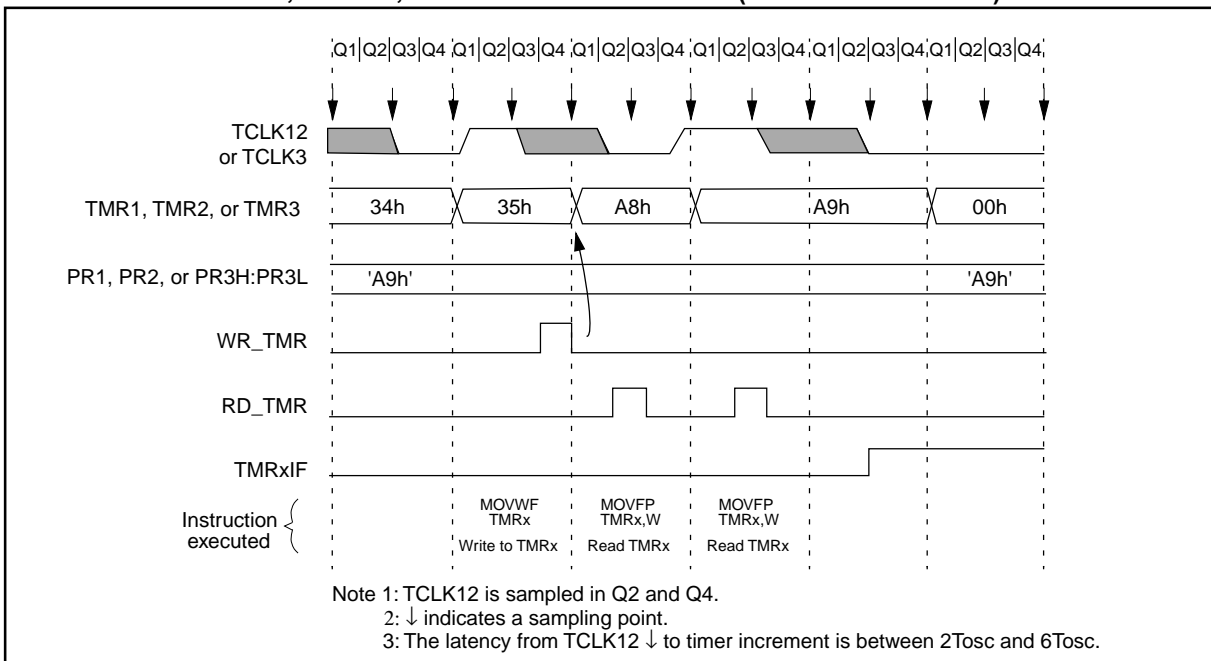 Q1|Q2|Q3|Q4 Q1|Q2|Q3|Q4 Q1|Q2|Q3|Q4 Q1|Q2|Q3|Q4 Q1|Q2|Q3|Q4 Q1|Q2|Q3|Q4
TCLK12
or TCLK3
TMR1, TMR2, or TMR3 34h 35h A8h A9h 00h
PR1, PR2, or PR3H:PR3L 'A9h' 'A9h'
WR_TMR
RD_TMR
TMRxIF
Instruction
executed
MOVWF MOVFP MOVFP
TMRx TMRx,W TMRx,W
Write to TMRx Read TMRx Read TMRx
Note 1: TCLK12 is sampled in Q2 and Q4.
2: ↓ indicates a sampling point.
3: The latency from TCLK12 ↓ to timer increment is between 2Tosc and 6Tosc.